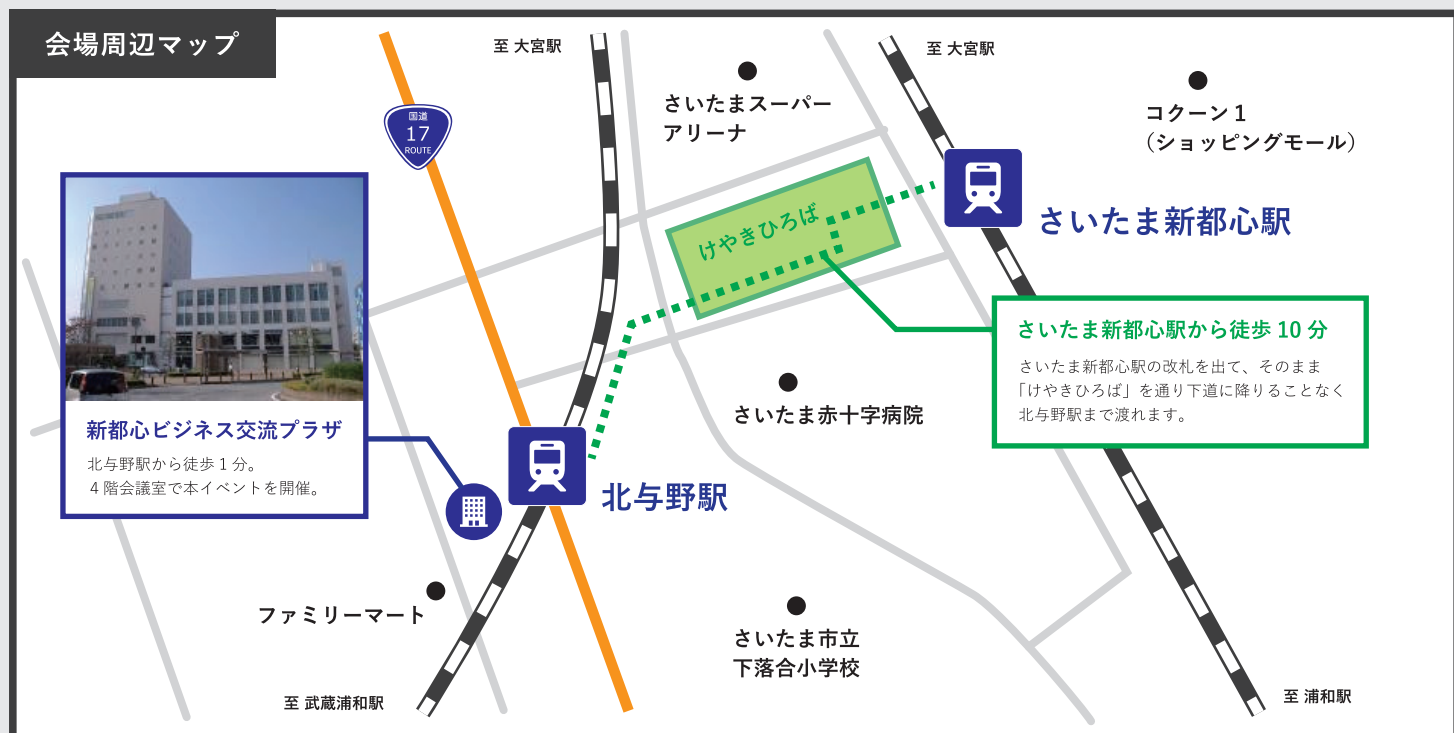 会場周辺マップ
至 大宮駅
至 大宮駅
国道
17
ROUTE
さいたまスーパー
アリーナ
コクーン1
(ショッピングモール)
けやきひろば
さいたま新都心駅
さいたま新都心駅から徒歩 10 分
さいたま新都心駅の改札を出て、そのまま
「けやきひろば」を通り下道に降りることなく
北与野駅まで渡れます。
さいたま赤十字病院
新都心ビジネス交流プラザ
北与野駅から徒歩 1 分。
4 階会議室で本イベントを開催。
北与野駅
ファミリーマート
さいたま市立
下落合小学校
至 武蔵浦和駅
至 浦和駅